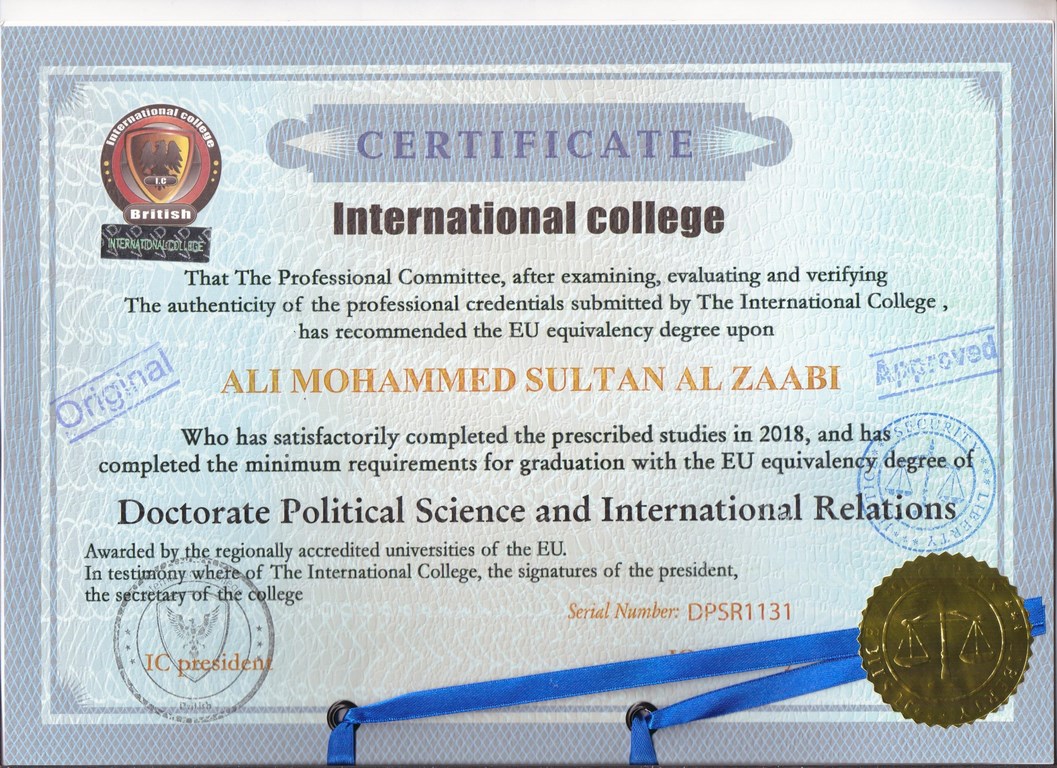 International college
I.C
British
INTERNATIONAL COLLEGE
CERTIFICATE
International college
That The Professional Committee, after examining, evaluating and verifying
The authenticity of the professional credentials submitted by The International College ,
has recommended the EU equivalency degree upon
Original
Approved
ALI MOHAMMED SULTAN AL ZAABI
Who has satisfactorily completed the prescribed studies in 2018, and has
completed the minimum requirements for graduation with the EU equivalency degree of
SECURITY
LIBERTY
Doctorate Political Science and International Relations
Awarded by the regionally accredited universities of the EU.
In testimony where of The International College, the signatures of the president,
the secretary of the college
Serial Number: DPSR1131
IC president